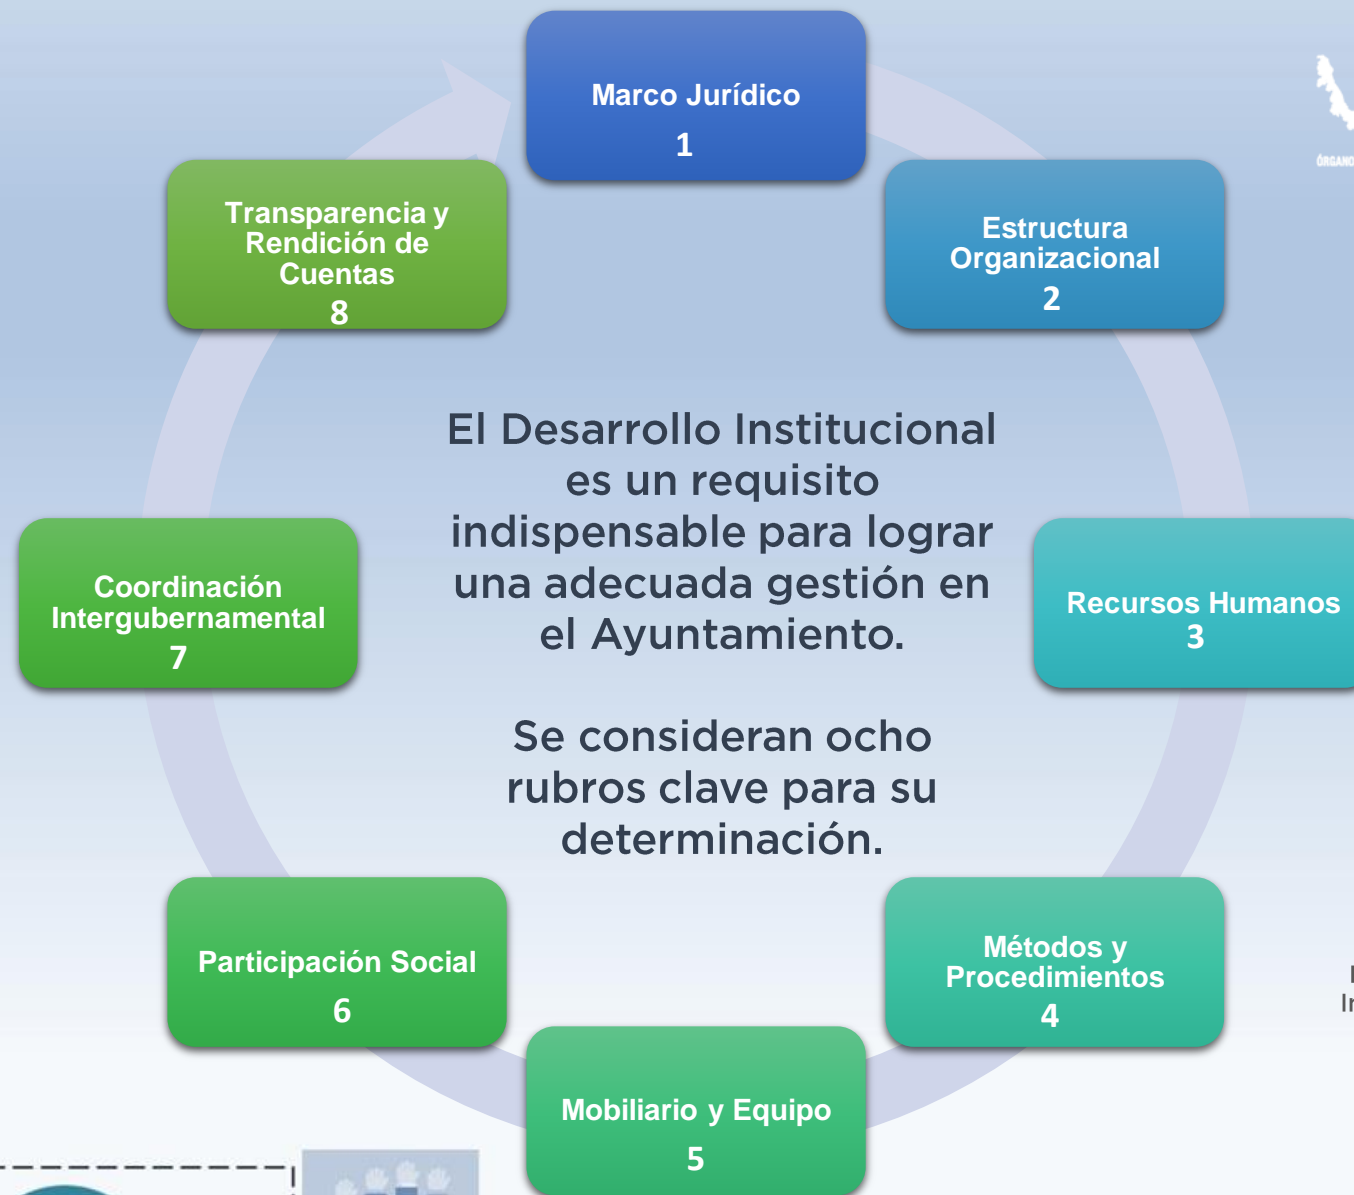 Marco Jurídico
1
Estructura
Organizacional
2
Recursos Humanos
3
Métodos y
Procedimientos
4
Mobiliario y Equipo
5
Participación Social
6
Coordinación
Intergubernamental
7
Transparencia y
Rendición de
Cuentas
8
El Desarrollo Institucional
es un requisito
indispensable para lograr
una adecuada gestión en
el Ayuntamiento.
Se consideran ocho
rubros clave para su
determinación.